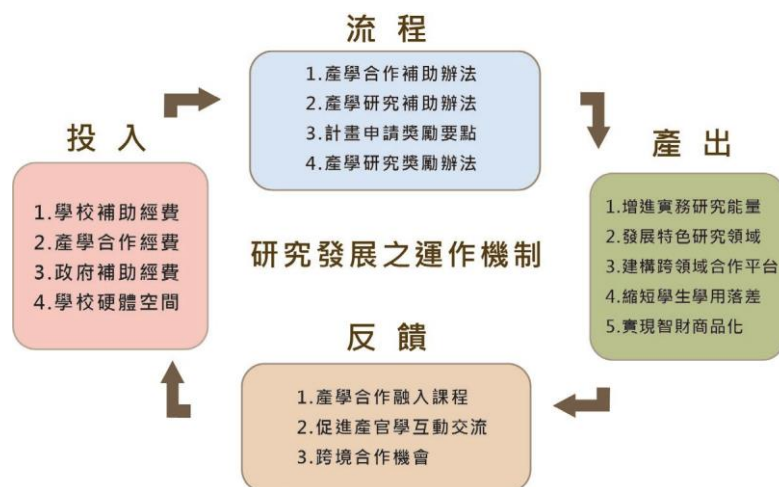 流程
1.產學合作補助辦法
2.產學研究補助辦法
3.計畫申請獎勵要點
4.產學研究獎勵辦法
投入
1.學校補助經費
2.產學合作經費
3.政府補助經費
4.學校硬體空間
研究發展之運作機制
產出
1.增進實務研究能量
2.發展特色研究領域
3.建構跨領域合作平台
4.縮短學生學用落差
5.實現智財商品化
反饋
1.產學合作融入課程
2.促進產官學互動交流
3.跨境合作機會